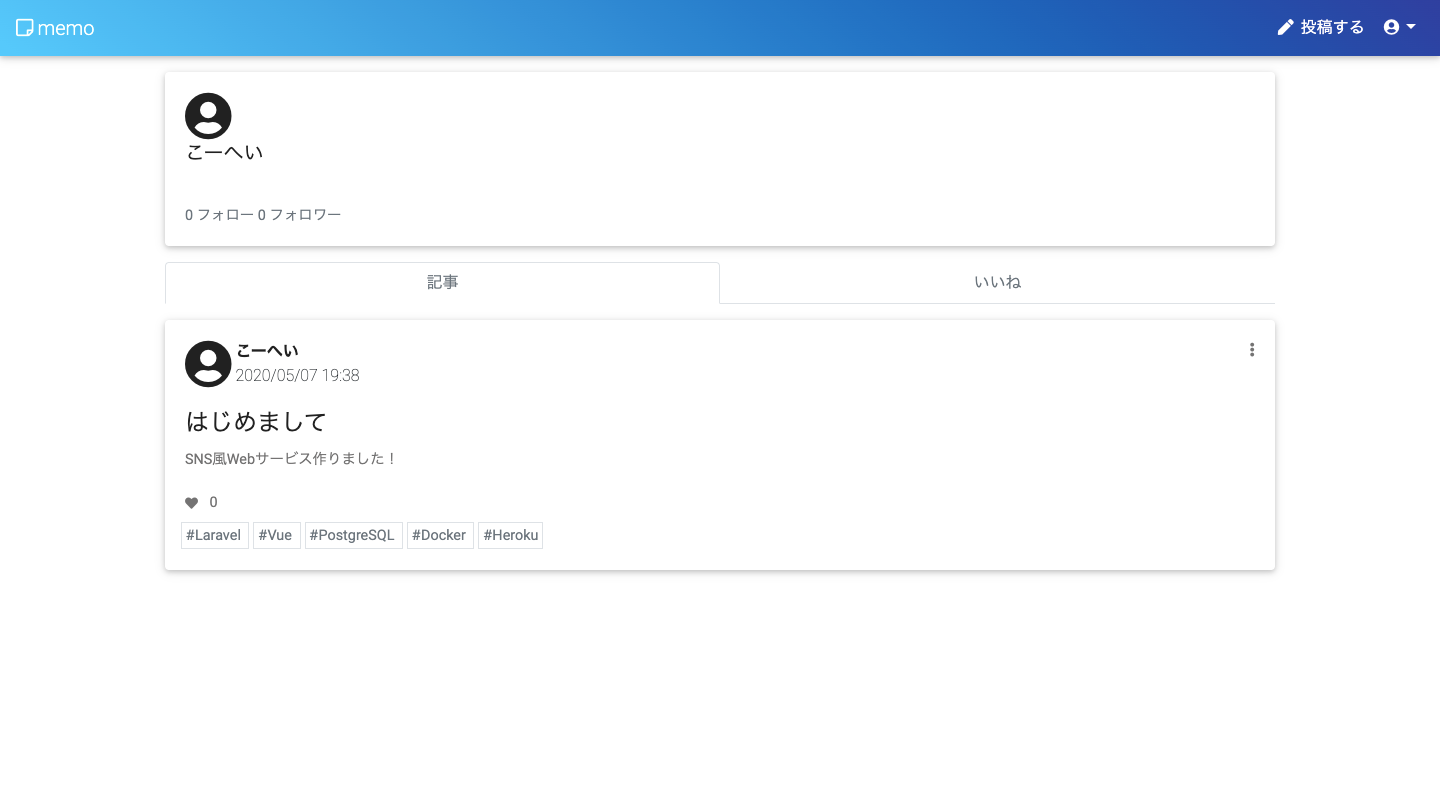 memo
投稿する
こーへい
0 フォロー 0 フォロワー
記事
いいね
こーへい
2020/05/07 19:38
はじめまして
SNS風Webサービス作りました！
0
#Laravel #Vue #PostgreSQL #Docker #Heroku